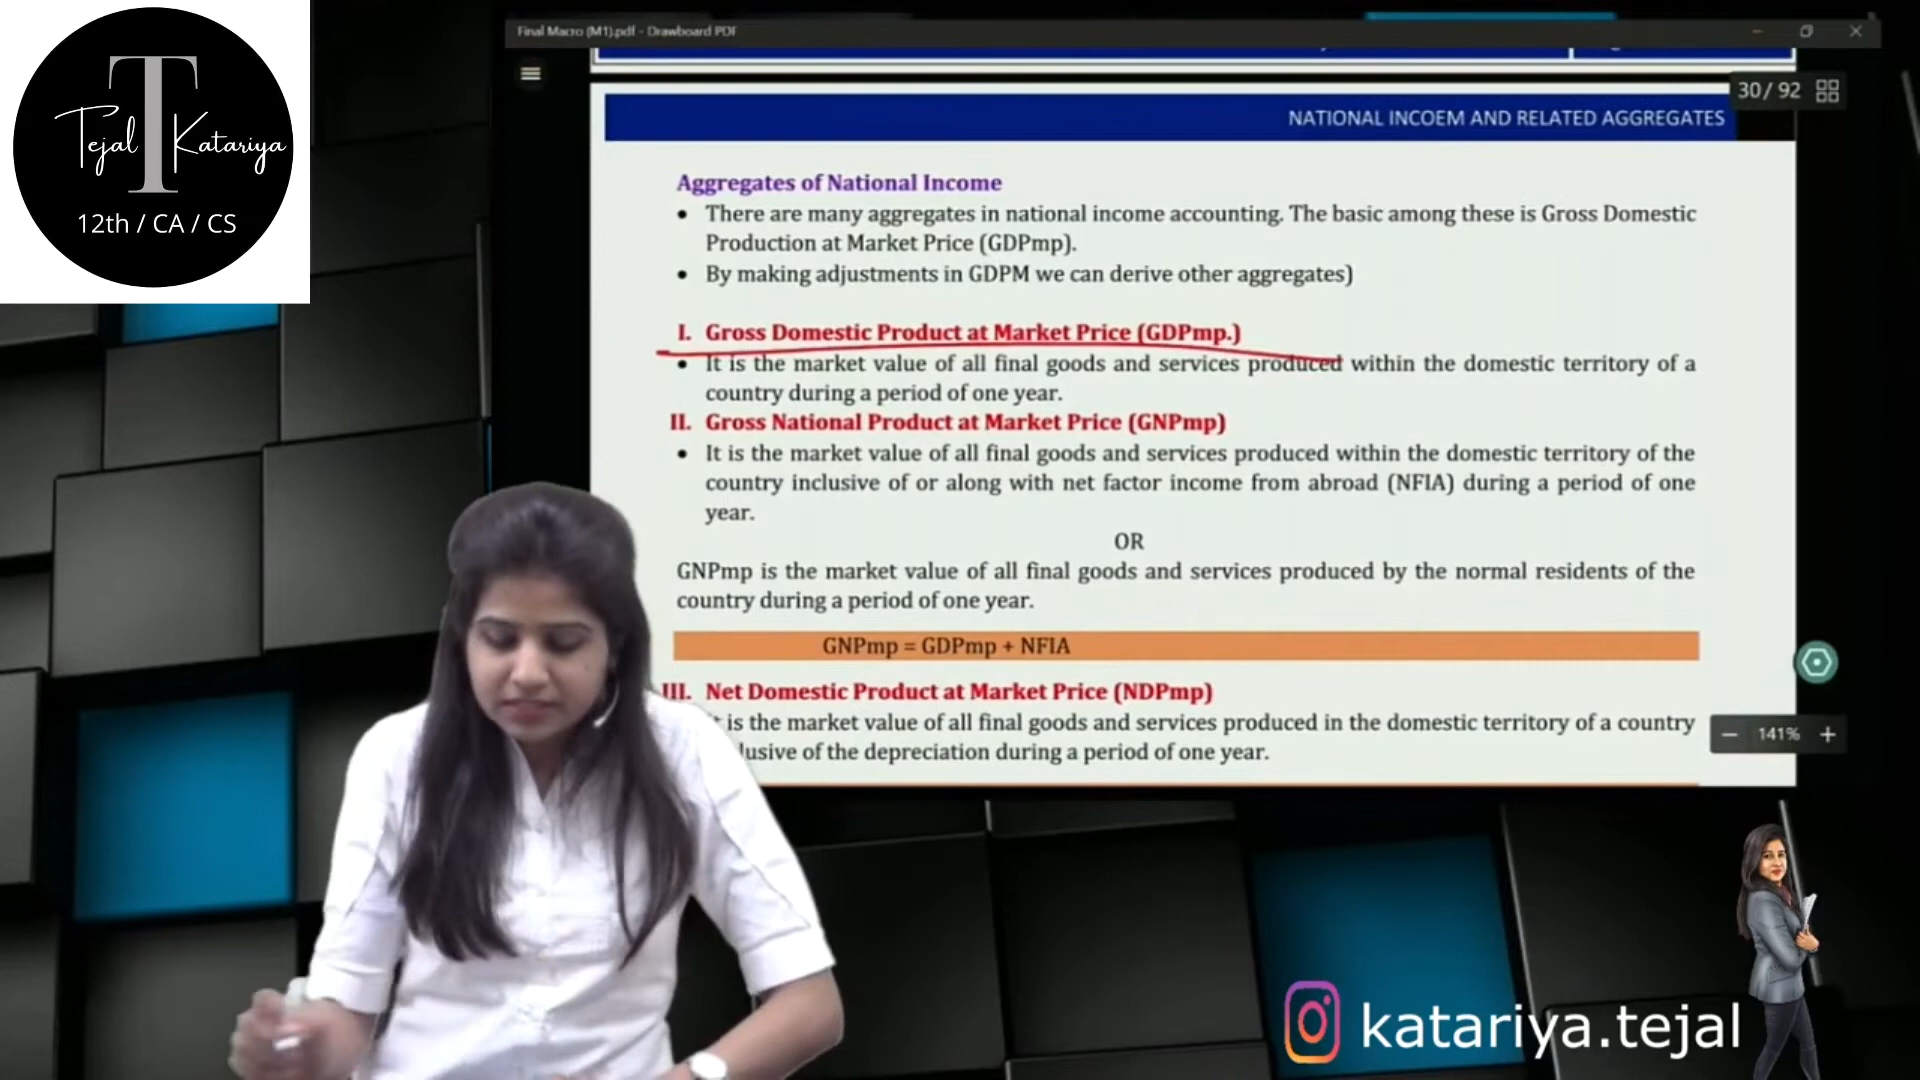 Tejal
T
Katariya
12th / CA / CS
Final Macro (M1).pdf - Drawboard PDF
30 / 92
NATIONAL INCOEM AND RELATED AGGREGATES
Aggregates of National Income
• There are many aggregates in national income accounting. The basic among these is Gross Domestic
Production at Market Price (GDPmp).
• By making adjustments in GDPM we can derive other aggregates)
I. Gross Domestic Product at Market Price (GDPmp.)
• It is the market value of all final goods and services produced within the domestic territory of a
country during a period of one year.
II. Gross National Product at Market Price (GNPmp)
• It is the market value of all final goods and services produced within the domestic territory of the
country inclusive of or along with net factor income from abroad (NFIA) during a period of one
year.
OR
GNPmp is the market value of all final goods and services produced by the normal residents of the
country during a period of one year.
GNPmp = GDPmp + NFIA
III. Net Domestic Product at Market Price (NDPmp)
is the market value of all final goods and services produced in the domestic territory of a country
lusive of the depreciation during a period of one year.
141%
katariya.tejal